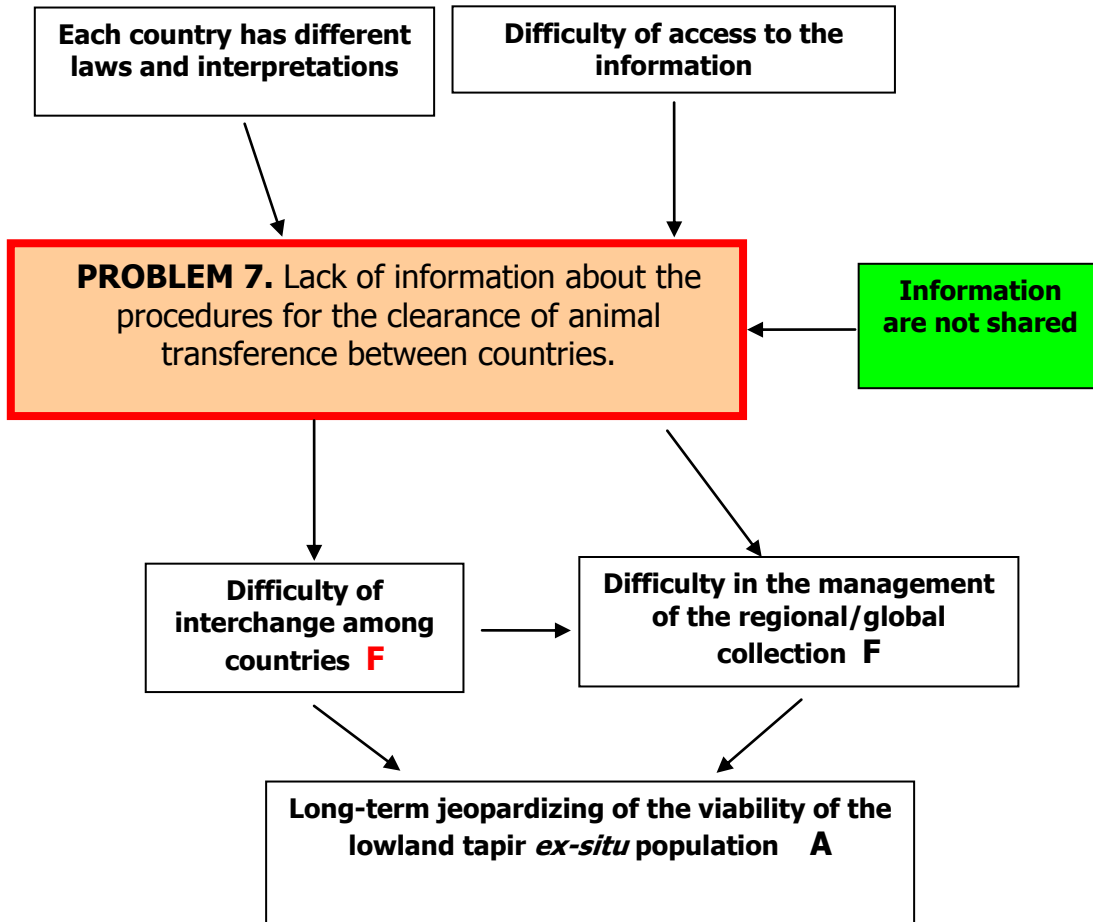 Each country has different
laws and interpretations
Difficulty of access to the
information
PROBLEM 7. Lack of information about the
procedures for the clearance of animal
transference between countries.
Information
are not shared
Difficulty of
interchange among
countries F
Difficulty in the management
of the regional/global
collection F
Long-term jeopardizing of the viability of the
lowland tapir ex-situ population A